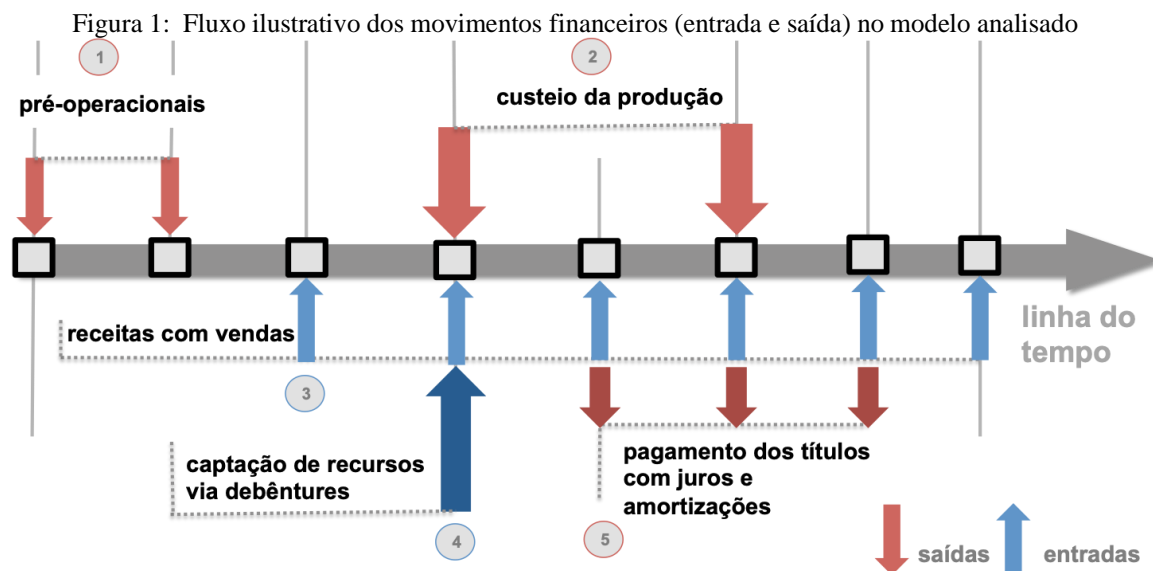 Figura 1: Fluxo ilustrativo dos movimentos financeiros (entrada e saída) no modelo analisado
1
2
pré-operacionais
custeio da produção
receitas com vendas
linha do
tempo
3
captação de recursos
via debêntures
pagamento dos títulos
com juros e
amortizações
4
5
saídas
entradas